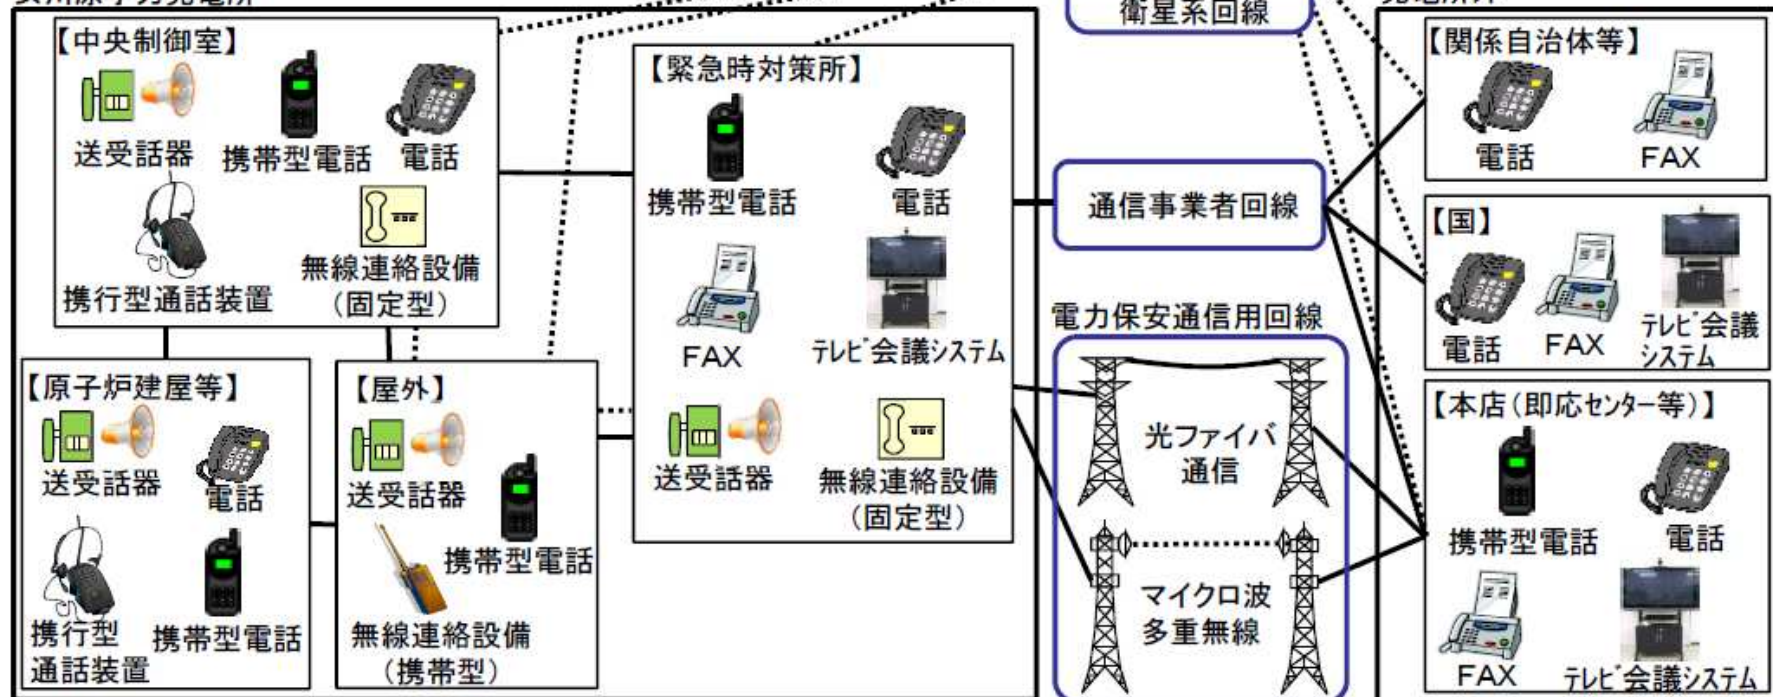 衛星系回線
【中央制御室】
送受話器
携帯型電話
電話
携行型通話装置
無線連絡設備
(固定型)
【原子炉建屋等】
送受話器
電話
携行型
通話装置
携帯型電話
【屋外】
送受話器
携帯型電話
無線連絡設備
(携帯型)
【緊急時対策所】
携帯型電話
電話
FAX
テレビ会議システム
送受話器
無線連絡設備
(固定型)
通信事業者回線
電力保安通信用回線
光ファイバ
通信
マイクロ波
多重無線
【関係自治体等】
電話
FAX
【国】
電話
FAX
テレビ会議
システム
【本店(即応センター等)】
携帯型電話
電話
FAX
テレビ会議システム